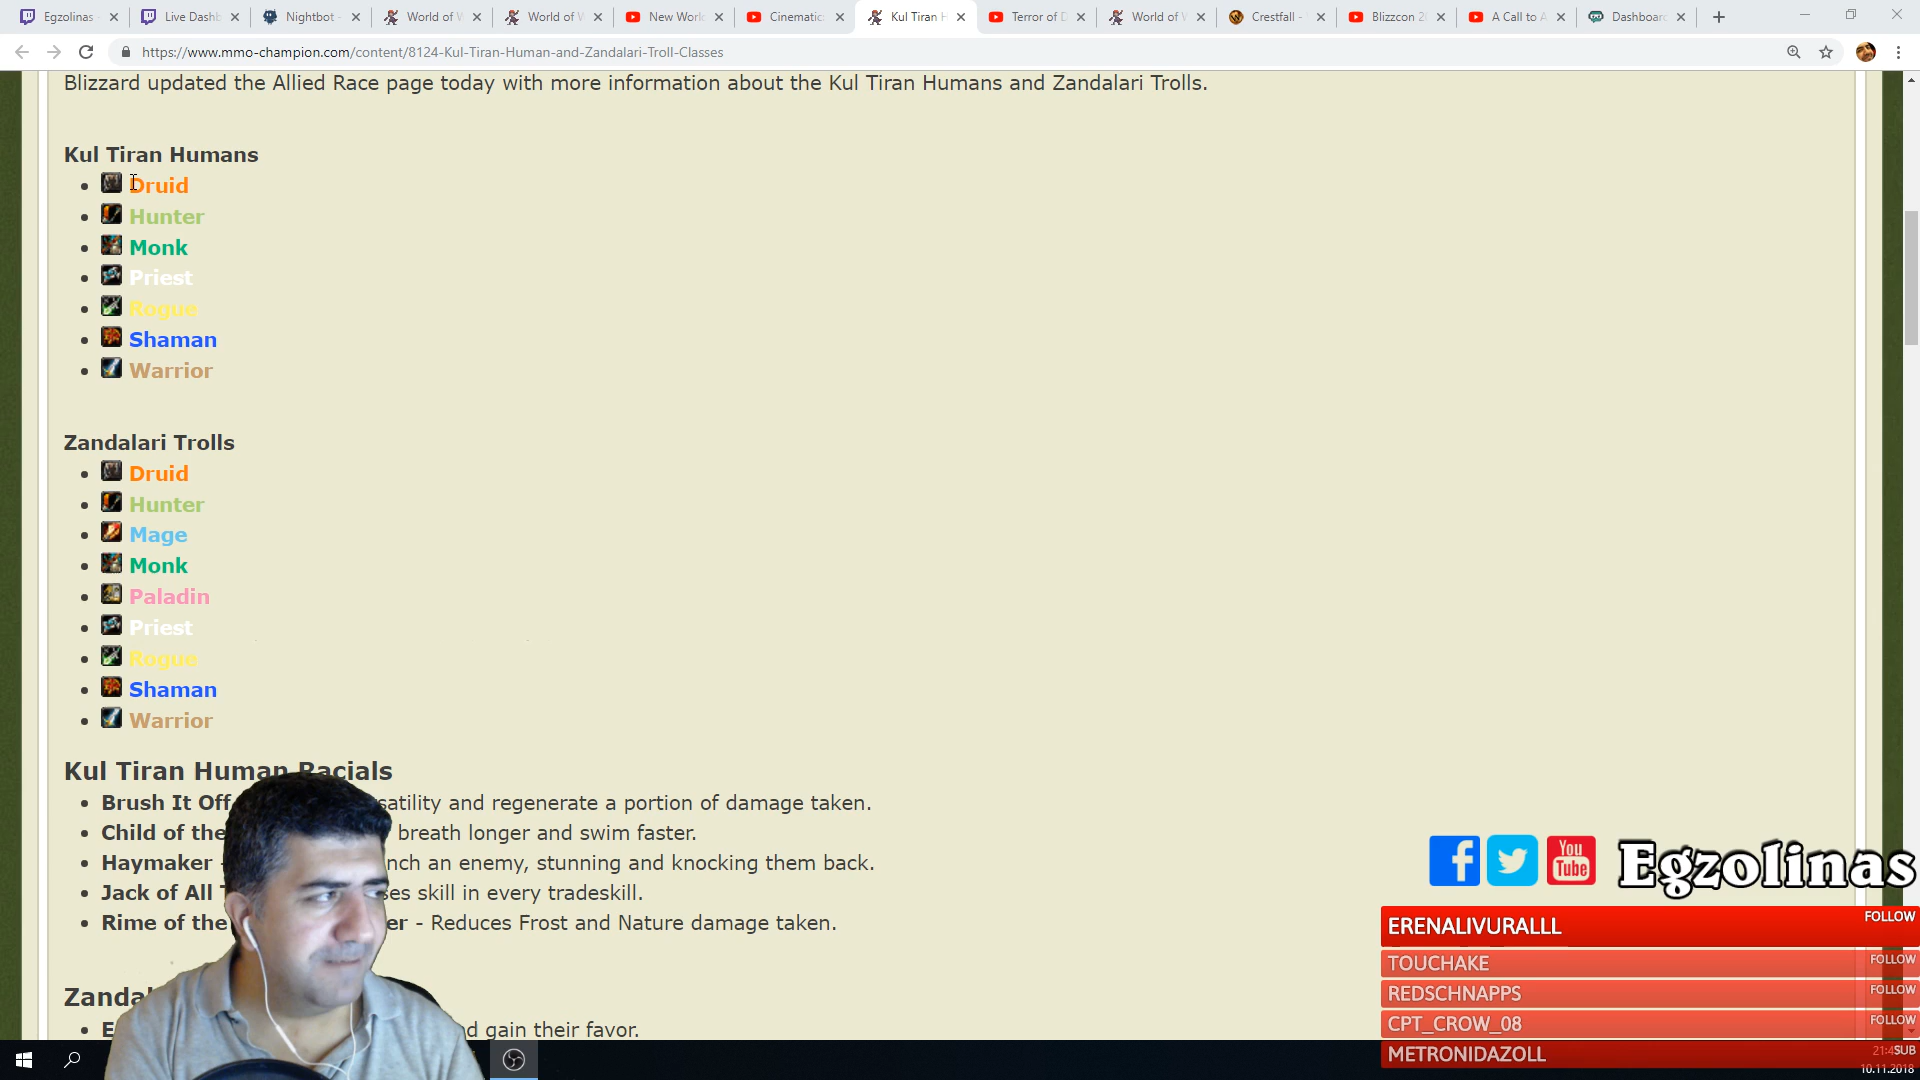 Egzolinas -
Live Dashb
Nightbot -
World of W
World of W
New World
Cinematic:
Kul Tiran H
Terror of D
World of W
Crestfall -
Blizzcon 2
A Call to A
Dashboard
https://www.mmo-champion.com/content/8124-Kul-Tiran-Human-and-Zandalari-Troll-Classes
Blizzard updated the Allied Race page today with more information about the Kul Tiran Humans and Zandalari Trolls.
Kul Tiran Humans
Druid
Hunter
Monk
Priest
Rogue
Shaman
Warrior
Zandalari Trolls
Druid
Hunter
Mage
Monk
Paladin
Priest
Rogue
Shaman
Warrior
Kul Tiran Human Racials
Brush It Off satility and regenerate a portion of damage taken.
Child of the breath longer and swim faster.
Haymaker - nch an enemy, stunning and knocking them back.
Jack of All T ses skill in every tradeskill.
Rime of the er - Reduces Frost and Nature damage taken.
Zandal
E d gain their favor.
You
Tube
Egzolinas
ERENALIVURALLL FOLLOW
TOUCHAKE FOLLOW
REDSCHNAPPS FOLLOW
CPT_CROW_08 FOLLOW
METRONIDAZOLL SUB
10.11.2018